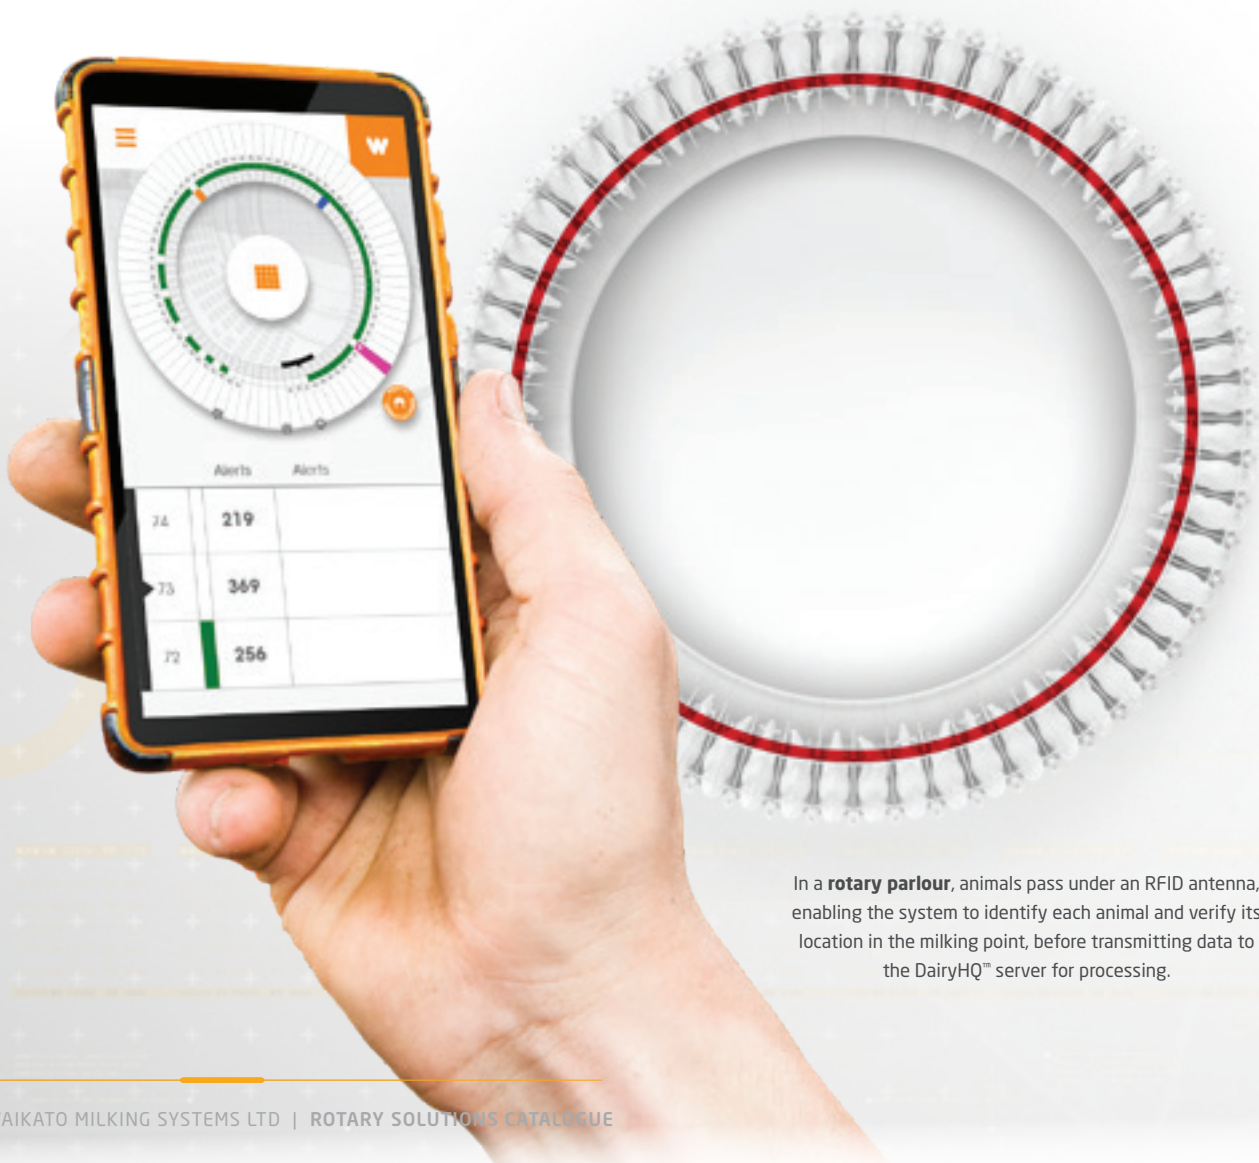 W
Alerts Alerts
74 219
73 369
72 256
In a rotary parlour, animals pass under an RFID antenna,
enabling the system to identify each animal and verify its
location in the milking point, before transmitting data to
the DairyHQ™ server for processing.
AIKATO MILKING SYSTEMS LTD | ROTARY SOLUTIONS CATALOGUE